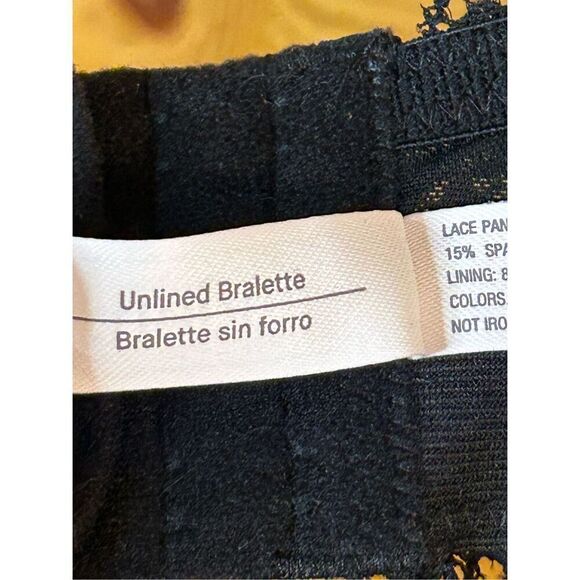 Unlined Bralette
Bralette sin forro
LACE PAN
15% SPA
LINING: 8
COLORS.
NOT IRO